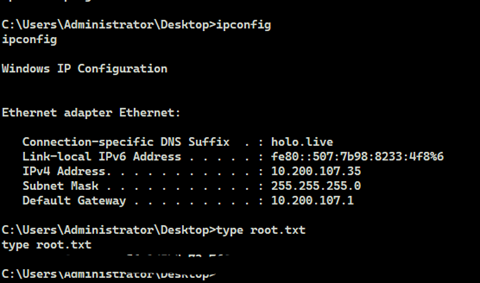 C:\Users\Administrator\Desktop>ipconfig
ipconfig
Windows IP Configuration
Ethernet adapter Ethernet:
Connection-specific DNS Suffix . : holo.live
Link-local IPv6 Address . . . . . : fe80::507:7b98:8233:4f8%6
IPv4 Address. . . . . . . . . . . : 10.200.107.35
Subnet Mask . . . . . . . . . . . : 255.255.255.0
Default Gateway . . . . . . . . . : 10.200.107.1
C:\Users\Administrator\Desktop>type root.txt
type root.txt
C:\Users\Administrator\Desktop>